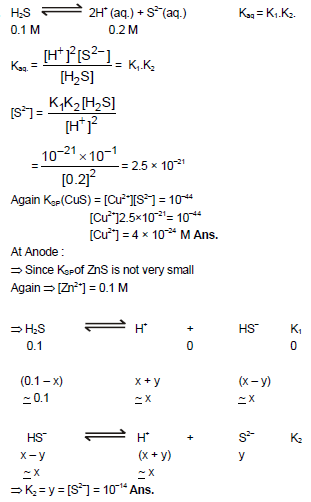 H₂S ⇌ 2H⁺ (aq.) + S²⁻(aq.) Kₐq = K₁.K₂.
0.1 M 0.2 M
Kₐq. = [H⁺]²[S²⁻] / [H₂S] = K₁.K₂
[S²⁻] = K₁K₂[H₂S] / [H⁺]²
= 10⁻²¹ × 10⁻¹ / [0.2]² = 2.5 × 10⁻²¹
Again K_SP(CuS) = [Cu²⁺][S²⁻] = 10⁻⁴⁴
[Cu²⁺]2.5×10⁻²¹= 10⁻⁴⁴
[Cu²⁺] = 4 × 10⁻²⁴ M Ans.
At Anode :
⇒ Since K_SP of ZnS is not very small
Again ⇒ [Zn²⁺] = 0.1 M
⇒ H₂S ⇌ H⁺ + HS⁻ K₁
0.1 0 0
(0.1 – x) x + y (x – y)
≃ 0.1 ≃ x ≃ x
HS⁻ ⇌ H⁺ + S²⁻ K₂
x – y (x + y) y
≃ x ≃ x
⇒ K₂ = y = [S²⁻] = 10⁻¹⁴ Ans.